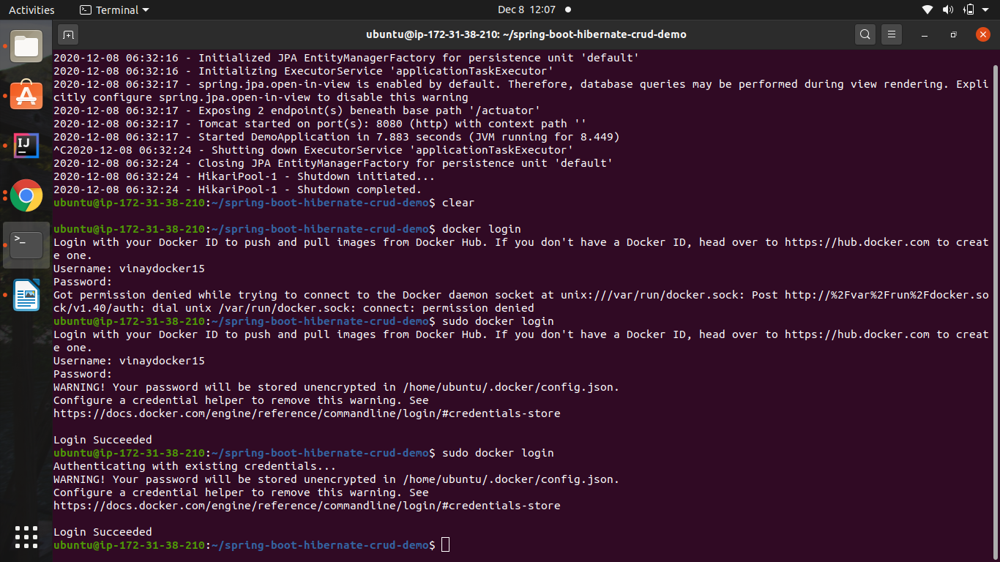 Activities
Terminal
Dec 8 12:07
ubuntu@ip-172-31-38-210: ~/spring-boot-hibernate-crud-demo
2020-12-08 06:32:16 - Initialized JPA EntityManagerFactory for persistence unit 'default'
2020-12-08 06:32:16 - Initializing ExecutorService 'applicationTaskExecutor'
2020-12-08 06:32:17 - spring.jpa.open-in-view is enabled by default. Therefore, database queries may be performed during view rendering. Expli
citly configure spring.jpa.open-in-view to disable this warning
2020-12-08 06:32:17 - Exposing 2 endpoint(s) beneath base path '/actuator'
2020-12-08 06:32:17 - Tomcat started on port(s): 8080 (http) with context path ''
2020-12-08 06:32:17 - Started DemoApplication in 7.883 seconds (JVM running for 8.449)
^C2020-12-08 06:32:24 - Shutting down ExecutorService 'applicationTaskExecutor'
2020-12-08 06:32:24 - Closing JPA EntityManagerFactory for persistence unit 'default'
2020-12-08 06:32:24 - HikariPool-1 - Shutdown initiated...
2020-12-08 06:32:24 - HikariPool-1 - Shutdown completed.
ubuntu@ip-172-31-38-210:~/spring-boot-hibernate-crud-demo$ clear
ubuntu@ip-172-31-38-210:~/spring-boot-hibernate-crud-demo$ docker login
Login with your Docker ID to push and pull images from Docker Hub. If you don't have a Docker ID, head over to https://hub.docker.com to creat
e one.
Username: vinaydocker15
Password:
Got permission denied while trying to connect to the Docker daemon socket at unix:///var/run/docker.sock: Post http://%2Fvar%2Frun%2Fdocker.so
ck/v1.40/auth: dial unix /var/run/docker.sock: connect: permission denied
ubuntu@ip-172-31-38-210:~/spring-boot-hibernate-crud-demo$ sudo docker login
Login with your Docker ID to push and pull images from Docker Hub. If you don't have a Docker ID, head over to https://hub.docker.com to creat
e one.
Username: vinaydocker15
Password:
WARNING! Your password will be stored unencrypted in /home/ubuntu/.docker/config.json.
Configure a credential helper to remove this warning. See
https://docs.docker.com/engine/reference/commandline/login/#credentials-store
Login Succeeded
ubuntu@ip-172-31-38-210:~/spring-boot-hibernate-crud-demo$ sudo docker login
Authenticating with existing credentials...
WARNING! Your password will be stored unencrypted in /home/ubuntu/.docker/config.json.
Configure a credential helper to remove this warning. See
https://docs.docker.com/engine/reference/commandline/login/#credentials-store
Login Succeeded
ubuntu@ip-172-31-38-210:~/spring-boot-hibernate-crud-demo$
IJ
>_